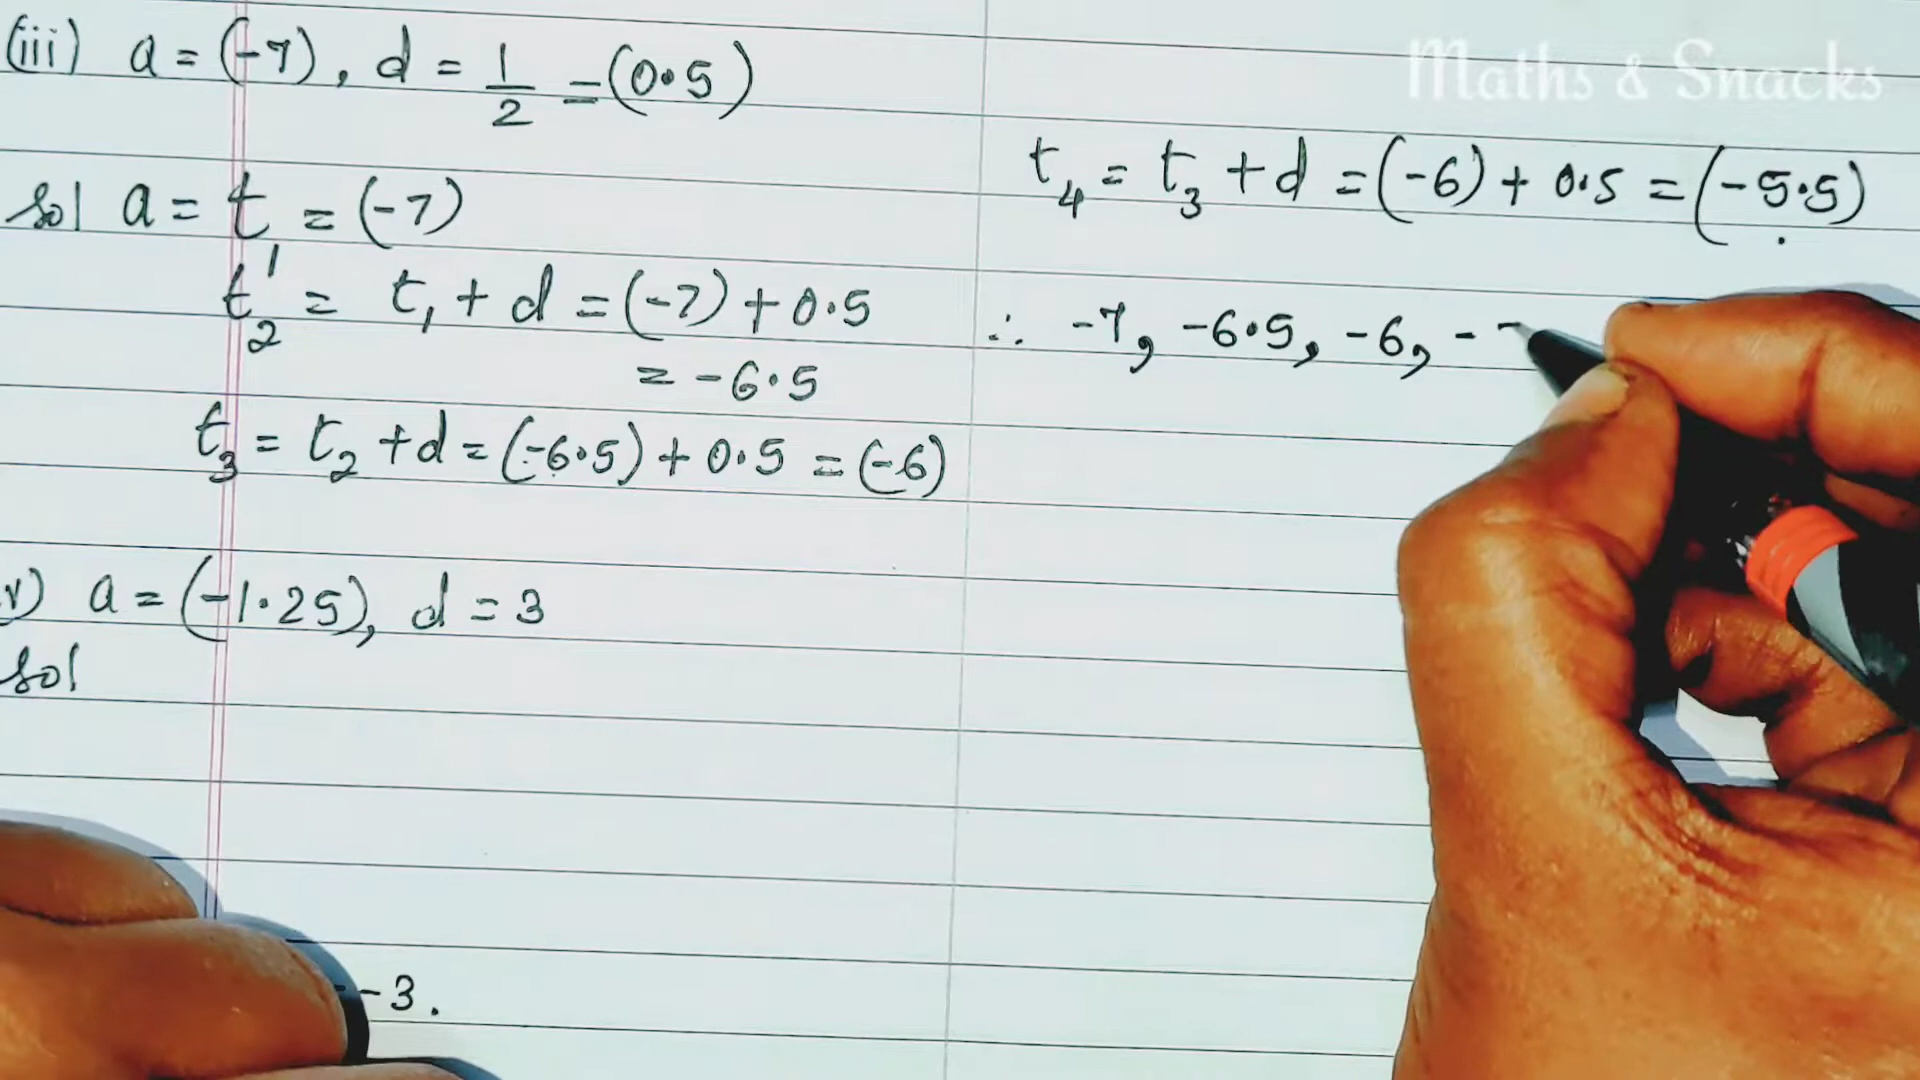 (iii) a = (-7), d = 1/2 = (0.5)
sol a = t1 = (-7)
t2 = t1 + d = (-7) + 0.5
= -6.5
t3 = t2 + d = (-6.5) + 0.5 = (-6)
v) a = (-1.25), d = 3
sol
-3.
Maths & Snacks
t4 = t3 + d = (-6) + 0.5 = (-5.5)
∴ -7, -6.5, -6, -